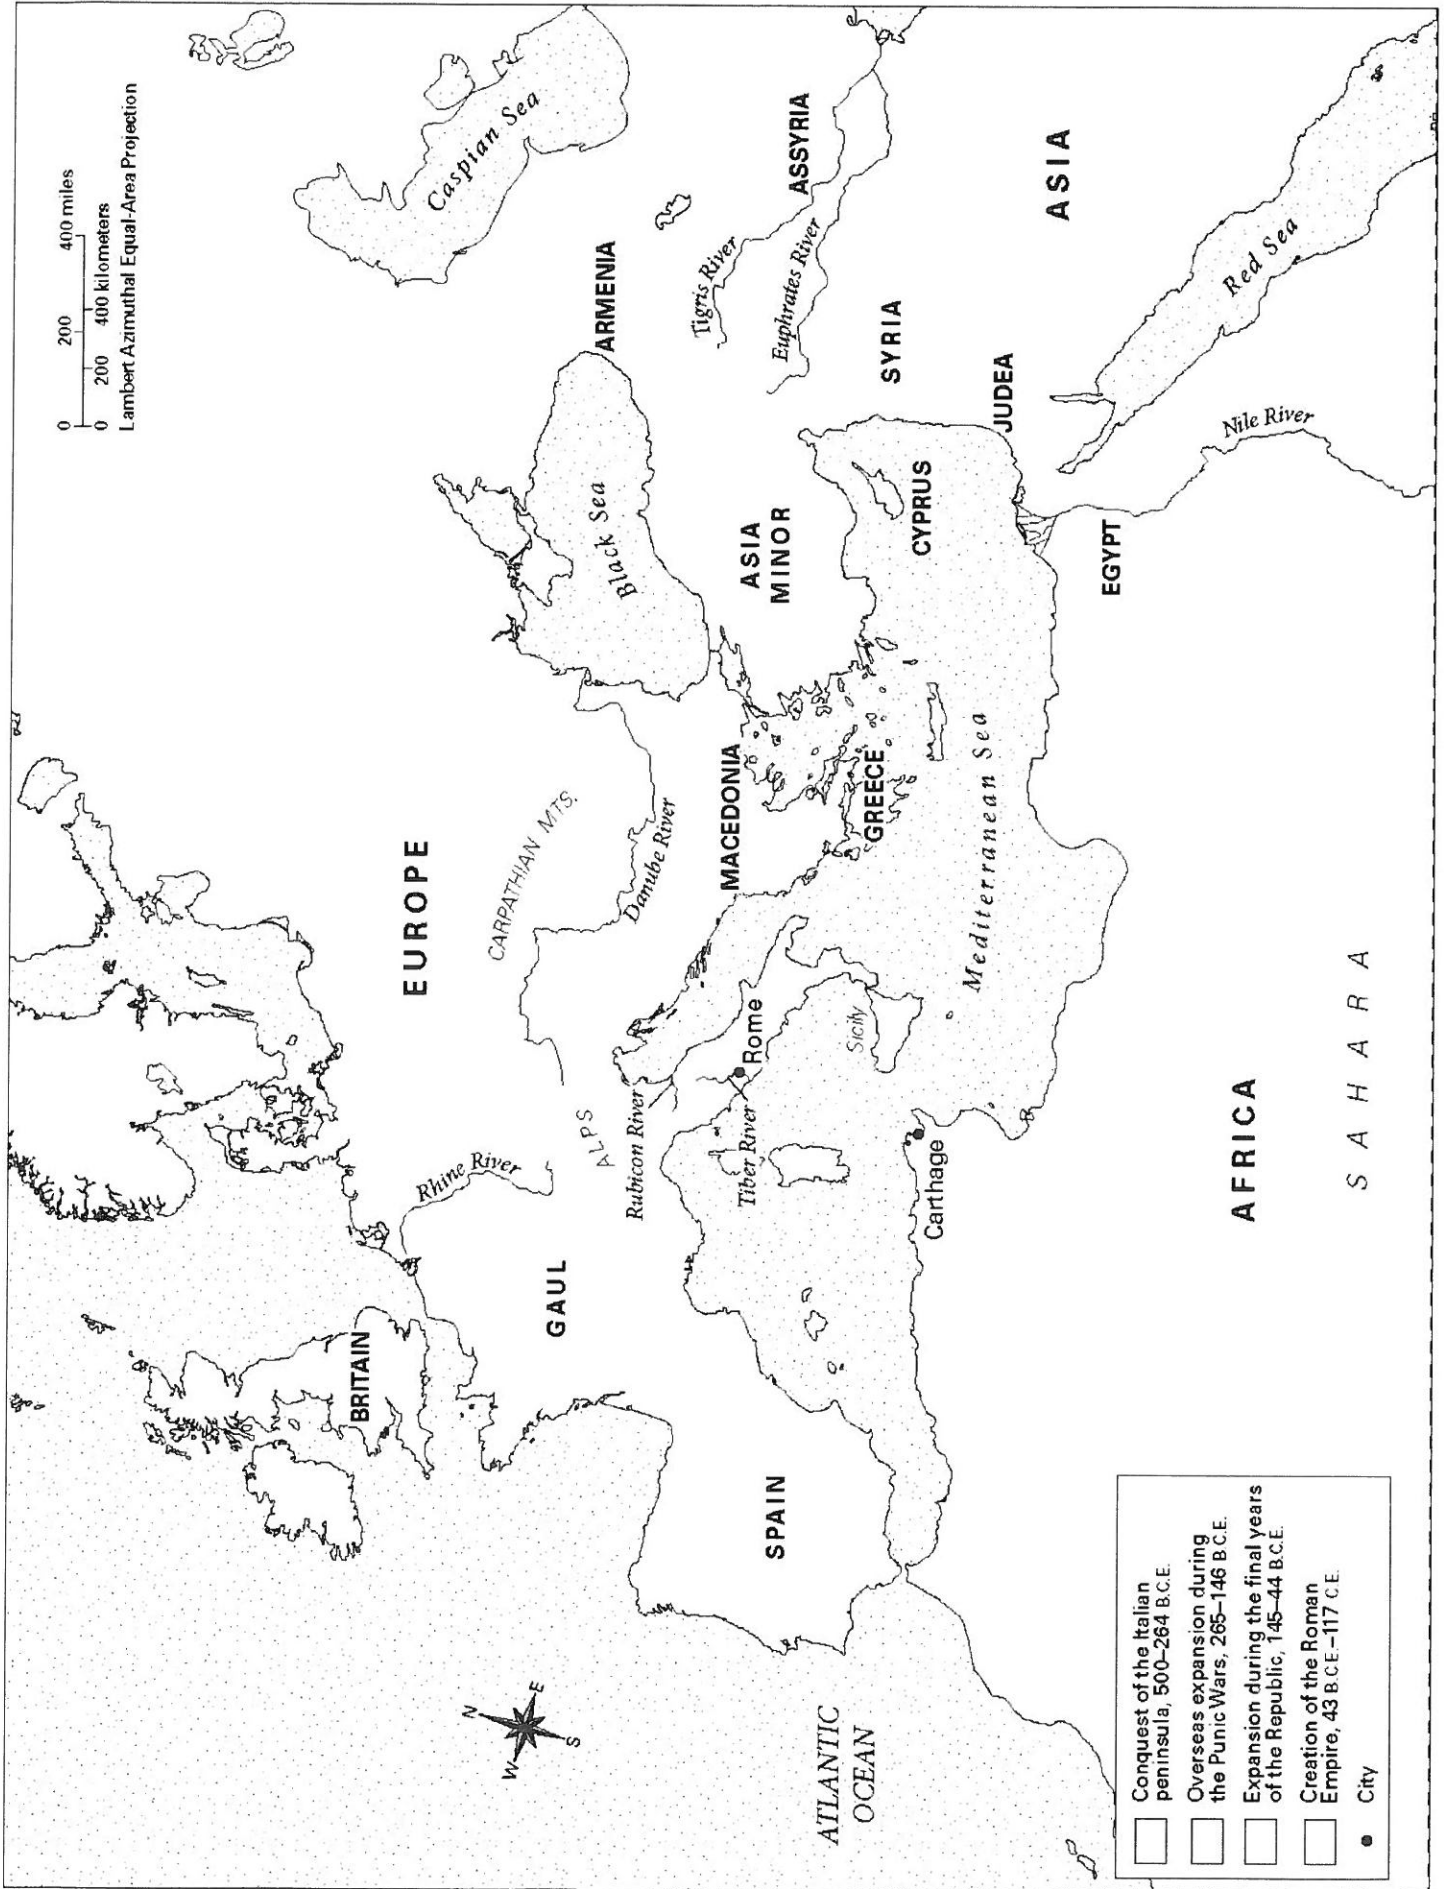 0 200 400 miles
0 200 400 kilometers
Lambert Azimuthal Equal-Area Projection
Caspian Sea
ARMENIA
Tigris River
ASSYRIA
Euphrates River
SYRIA
ASIA
JUDEA
Red Sea
Nile River
EGYPT
CYPRUS
ASIA
MINOR
Black Sea
EUROPE
CARPATHIAN MTS.
Danube River
MACEDONIA
GREECE
Mediterranean Sea
Rome
Sicily
ALPS
Rubicon River
Tiber River
Rhine River
Carthage
AFRICA
SAHARA
GAUL
BRITAIN
SPAIN
N
E
S
W
ATLANTIC
OCEAN
Conquest of the Italian
peninsula, 500–264 B.C.E.
Overseas expansion during
the Punic Wars, 265–146 B.C.E.
Expansion during the final years
of the Republic, 145–44 B.C.E.
Creation of the Roman
Empire, 43 B.C.E.–117 C.E.
City